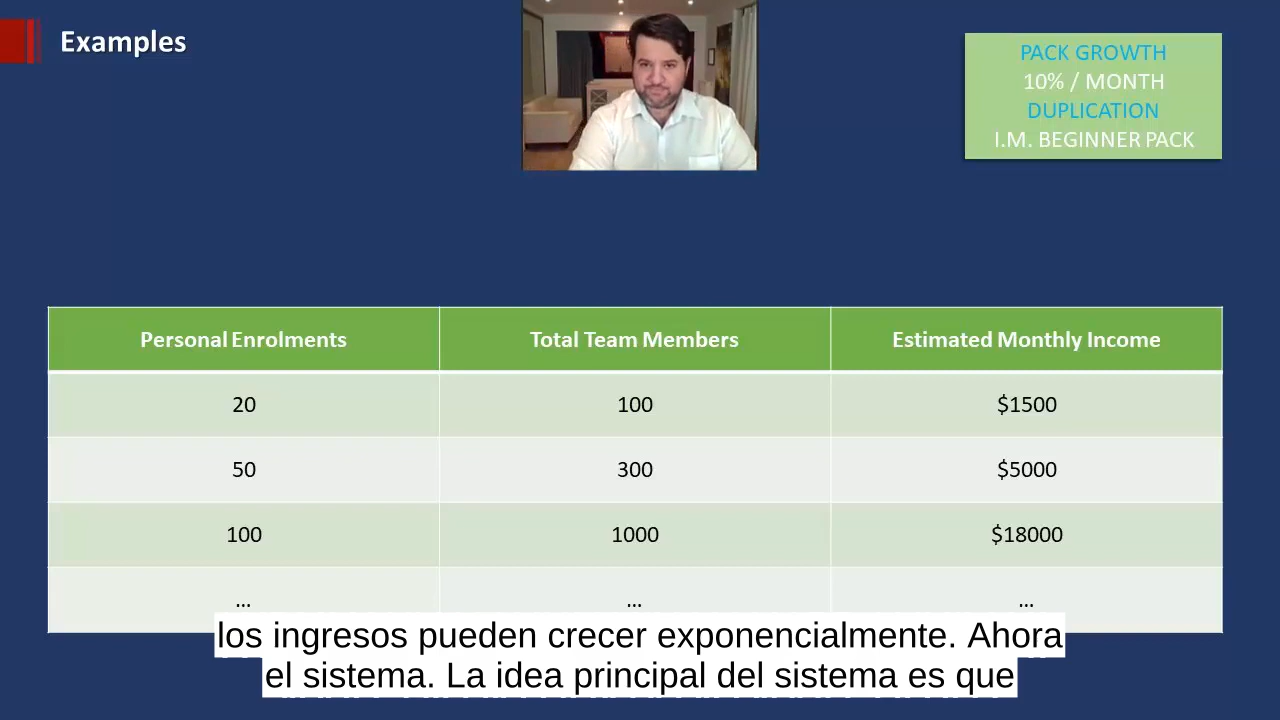 Examples
PACK GROWTH
10% / MONTH
DUPLICATION
I.M. BEGINNER PACK
Personal Enrolments Total Team Members Estimated Monthly Income
20 100 $1500
50 300 $5000
100 1000 $18000
... ... ...
los ingresos pueden crecer exponencialmente. Ahora
el sistema. La idea principal del sistema es que